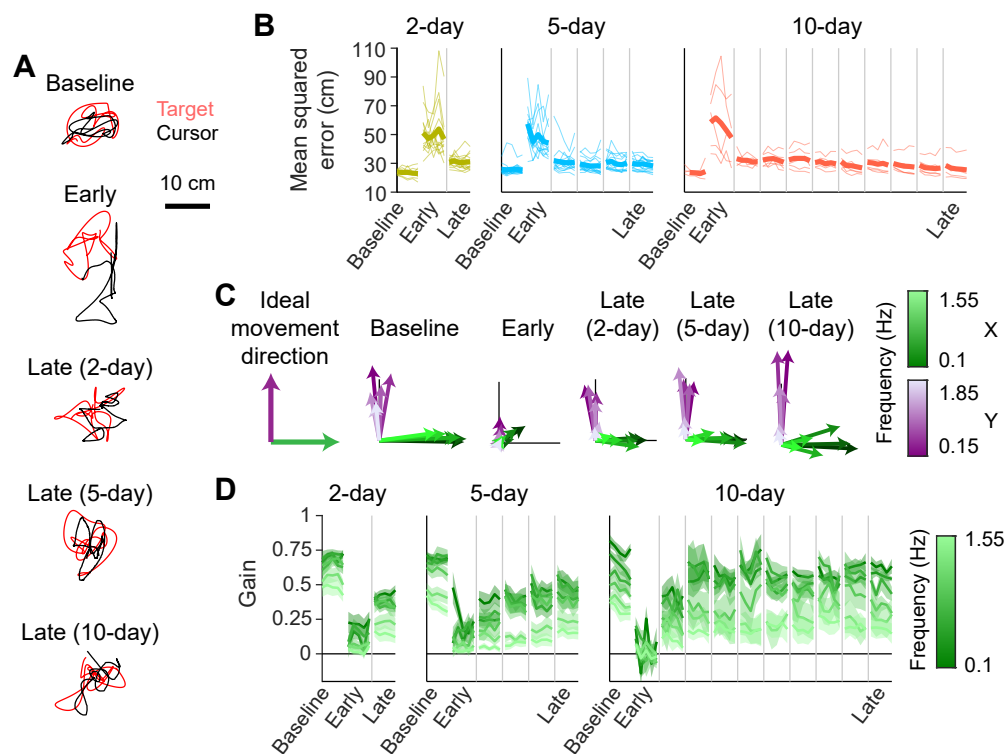 A
Baseline
Target
Cursor
Early
10 cm
Late (2-day)
Late (5-day)
Late (10-day)
B
2-day
5-day
10-day
Mean squared
error (cm)
110
90
70
50
30
10
Baseline
Early
Late
Baseline
Early
Late
Baseline
Early
Late
C
Ideal
movement
direction
Baseline
Early
Late
(2-day)
Late
(5-day)
Late
(10-day)
Frequency (Hz)
1.55
X
0.1
1.85
Y
0.15
D
2-day
5-day
10-day
Gain
1
0.75
0.5
0.25
0
Baseline
Early
Late
Baseline
Early
Late
Baseline
Early
Late
Frequency (Hz)
1.55
0.1